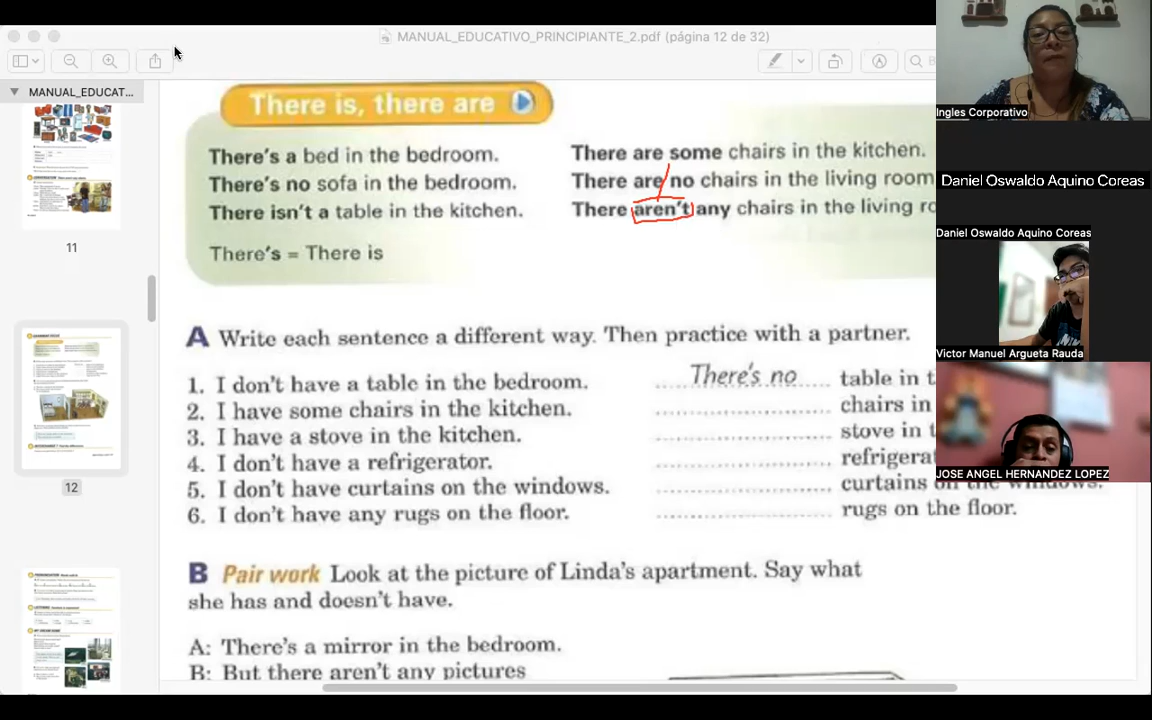 MANUAL_EDUCATIVO_PRINCIPIANTE_2.pdf (página 12 de 32)
MANUAL_EDUCAT...
11
12
There is, there are
There's a bed in the bedroom.
There's no sofa in the bedroom.
There isn't a table in the kitchen.
There's = There is
There are some chairs in the kitchen.
There are no chairs in the living room
There aren't any chairs in the living ro
A Write each sentence a different way. Then practice with a partner.
1. I don't have a table in the bedroom. There's no table in t
2. I have some chairs in the kitchen. chairs in
3. I have a stove in the kitchen. stove in t
4. I don't have a refrigerator. refrigerat
5. I don't have curtains on the windows. curtains on the windows.
6. I don't have any rugs on the floor. rugs on the floor.
B Pair work Look at the picture of Linda's apartment. Say what
she has and doesn't have.
A: There's a mirror in the bedroom.
B: But there aren't any pictures
Ingles Corporativo
Daniel Oswaldo Aquino Coreas
Daniel Oswaldo Aquino Coreas
Victor Manuel Argueta Rauda
JOSE ANGEL HERNANDEZ LOPEZ